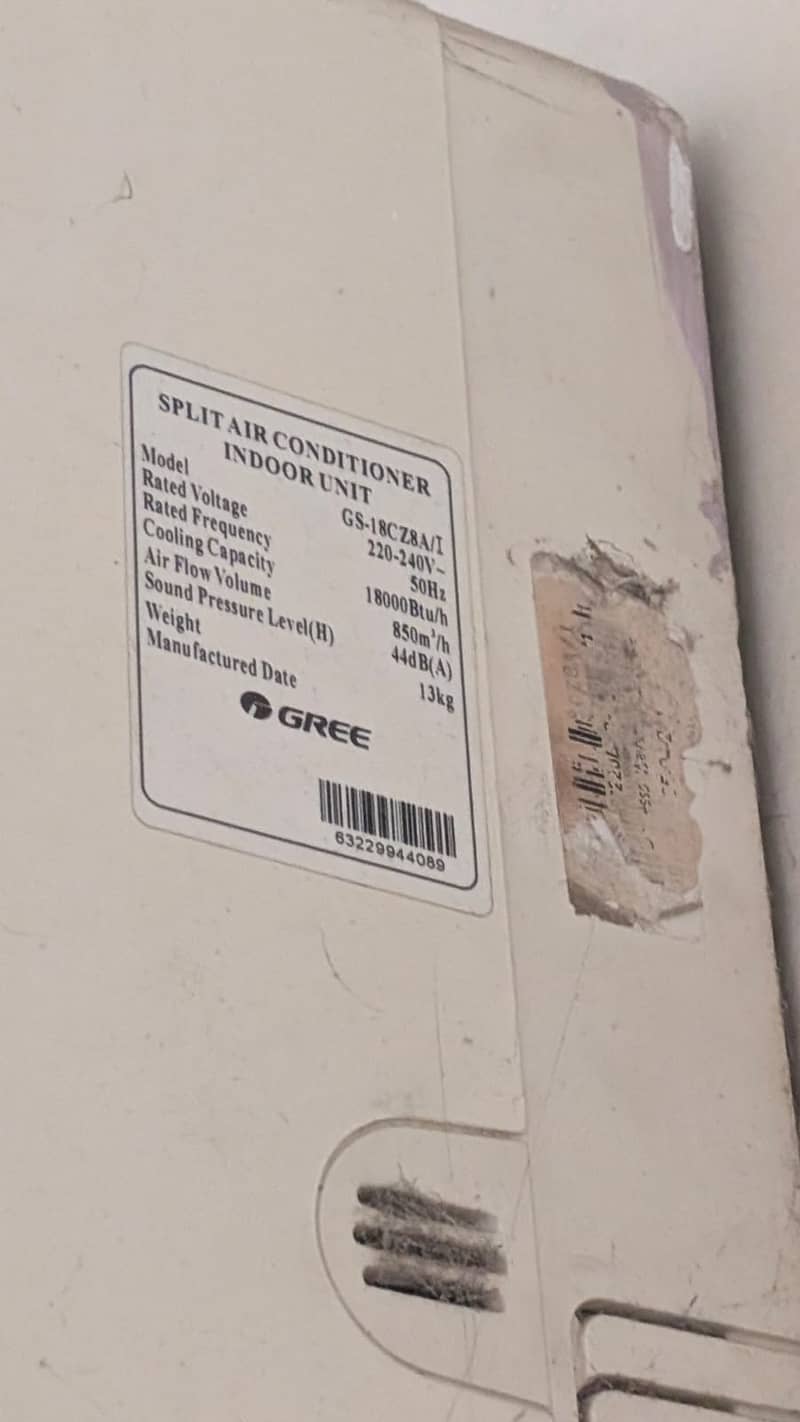 SPLIT AIR CONDITIONER
INDOOR UNIT
Model GS-18CZ8A/I
Rated Voltage 220-240V~
Rated Frequency 50Hz
Cooling Capacity 18000Btu/h
Air Flow Volume 850m³/h
Sound Pressure Level(H) 44dB(A)
Weight 13kg
Manufactured Date
GREE
63229944089